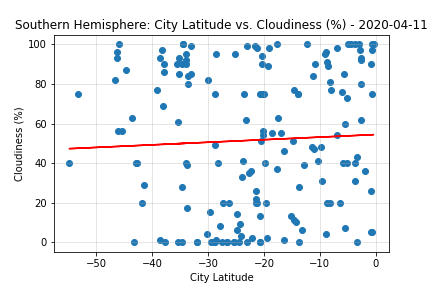 Southern Hemisphere: City Latitude vs. Cloudiness (%) - 2020-04-11
100
80
60
40
20
0
Cloudiness (%)
−50 −40 −30 −20 −10 0
City Latitude